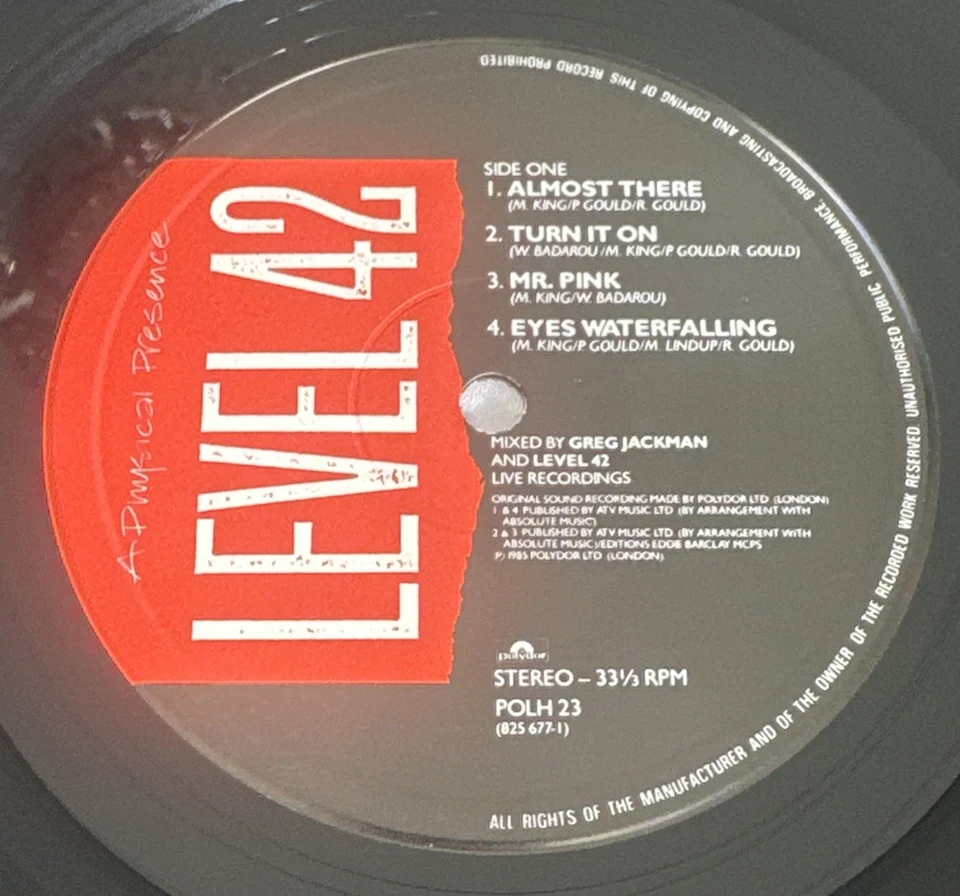 A Physical Presence
LEVEL 42
SIDE ONE
1. ALMOST THERE
(M. KING/P. GOULD/R. GOULD)
2. TURN IT ON
(W. BADAROU/M. KING/P. GOULD/R. GOULD)
3. MR. PINK
(M. KING/W. BADAROU)
4. EYES WATERFALLING
(M. KING/P. GOULD/M. LINDUP/R. GOULD)
MIXED BY GREG JACKMAN
AND LEVEL 42
LIVE RECORDINGS
ORIGINAL SOUND RECORDING MADE BY POLYDOR LTD (LONDON)
1 & 4 PUBLISHED BY ATV MUSIC LTD (BY ARRANGEMENT WITH
ABSOLUTE MUSIC)
2 & 3 PUBLISHED BY ATV MUSIC LTD (BY ARRANGEMENT WITH
ABSOLUTE MUSIC)/EDITIONS EDDIE BARCLAY MCPS
℗ 1985 POLYDOR LTD (LONDON)
polydor
STEREO – 33⅓ RPM
POLH 23
(825 677-1)
ALL RIGHTS OF THE MANUFACTURER AND OF THE OWNER OF THE RECORDED WORK RESERVED. UNAUTHORISED PUBLIC PERFORMANCE, BROADCASTING AND COPYING OF THIS RECORD PROHIBITED